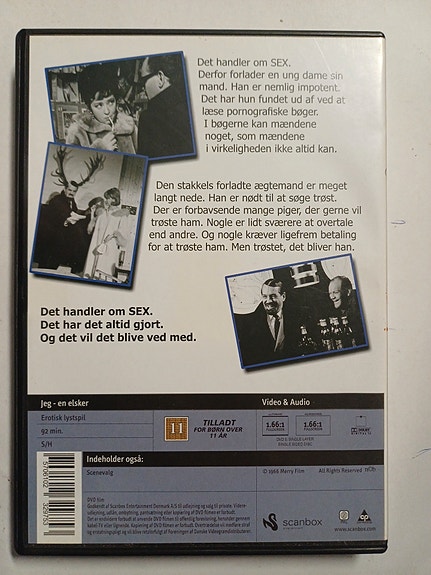 Det handler om SEX.
Derfor forlader en ung dame sin
mand. Han er nemlig impotent.
Det har hun fundet ud af ved at
læse pornografiske bøger.
I bøgerne kan mændene
noget, som mændene
i virkeligheden ikke altid kan.
Den stakkels forladte ægtemand er meget
langt nede. Han er nødt til at søge trøst.
Der er forbavsende mange piger, der gerne vil
trøste ham. Nogle er lidt sværere at overtale
end andre. Og nogle kræver ligefrem betaling
for at trøste ham. Men trøstet, det bliver han.
Det handler om SEX.
Det har det altid gjort.
Og det vil det blive ved med.
Jeg - en elsker
Erotisk lystspil
92 min.
S/H
11
TILLADT
FOR BØRN OVER
11 ÅR
Video & Audio
1.66:1
1.66:1
DOLBY
Indeholder også:
Scenevalg
© 1966 Merry Film
All Rights Reserved
DVD film
scanbox